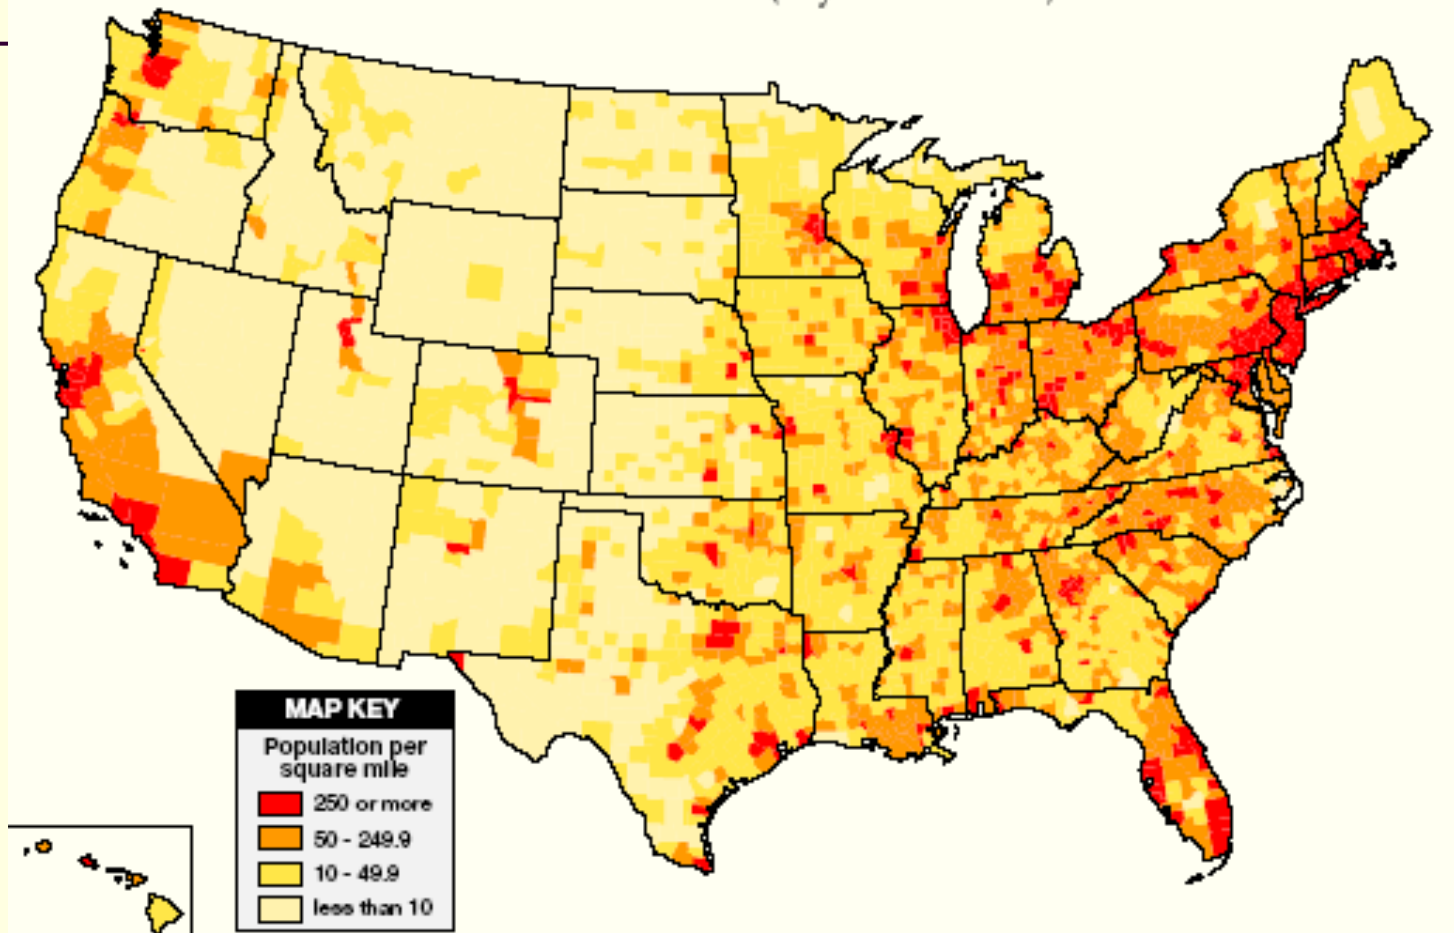 MAP KEY
Population per
square mile
250 or more
50 - 249.9
10 - 49.9
less than 10